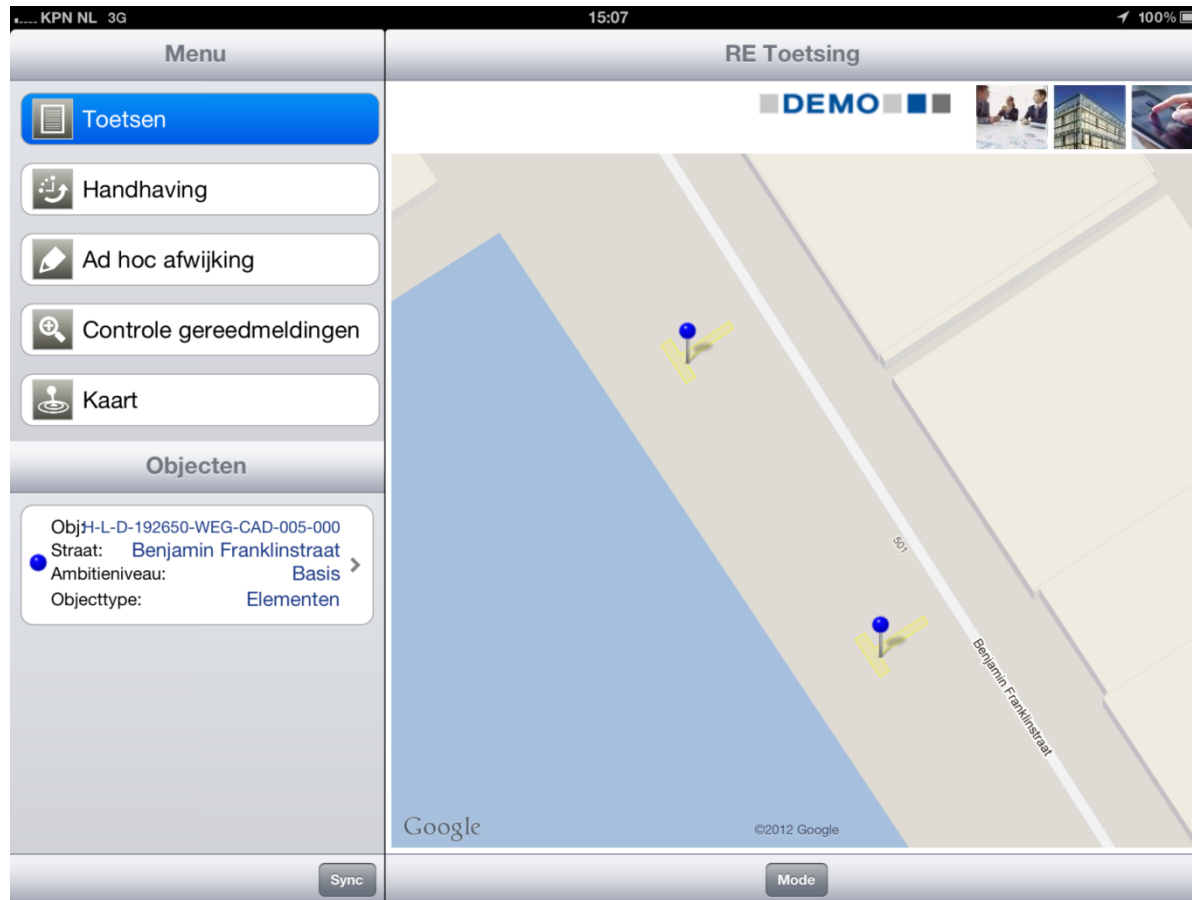 KPN NL 3G
15:07
100%
Menu
RE Toetsing
DEMO
Toetsen
Handhaving
Ad hoc afwijking
Controle gereedmeldingen
Kaart
Objecten
Obj: H-L-D-192650-WEG-CAD-005-000
Straat: Benjamin Franklinstraat
Ambitieniveau: Basis
Objecttype: Elementen
501
Benjamin Franklinstraat
Google
©2012 Google
Sync
Mode